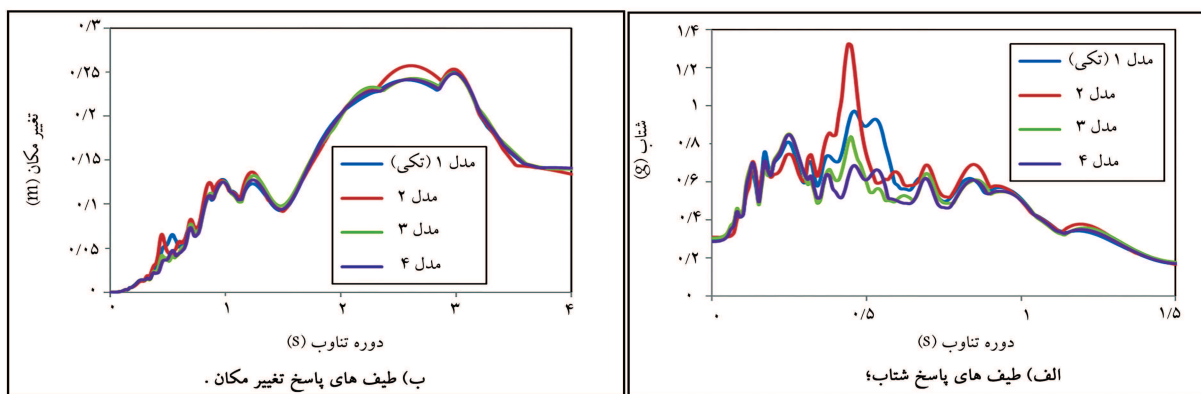 ۱/۴
۱/۲
۱
۰/۸
۰/۶
۰/۴
۰/۲
۰
شتاب (g)
مدل ۱ (تکی)
مدل ۲
مدل ۳
مدل ۴
۰ ۰/۵ ۱ ۱/۵
دوره تناوب (s)
الف) طیف های پاسخ شتاب؛
۰/۳
۰/۲۵
۰/۲
۰/۱۵
۰/۱
۰/۰۵
۰
تغییر مکان (m)
مدل ۱ (تکی)
مدل ۲
مدل ۳
مدل ۴
۰ ۱ ۲ ۳ ۴
دوره تناوب (s)
ب) طیف های پاسخ تغییر مکان .